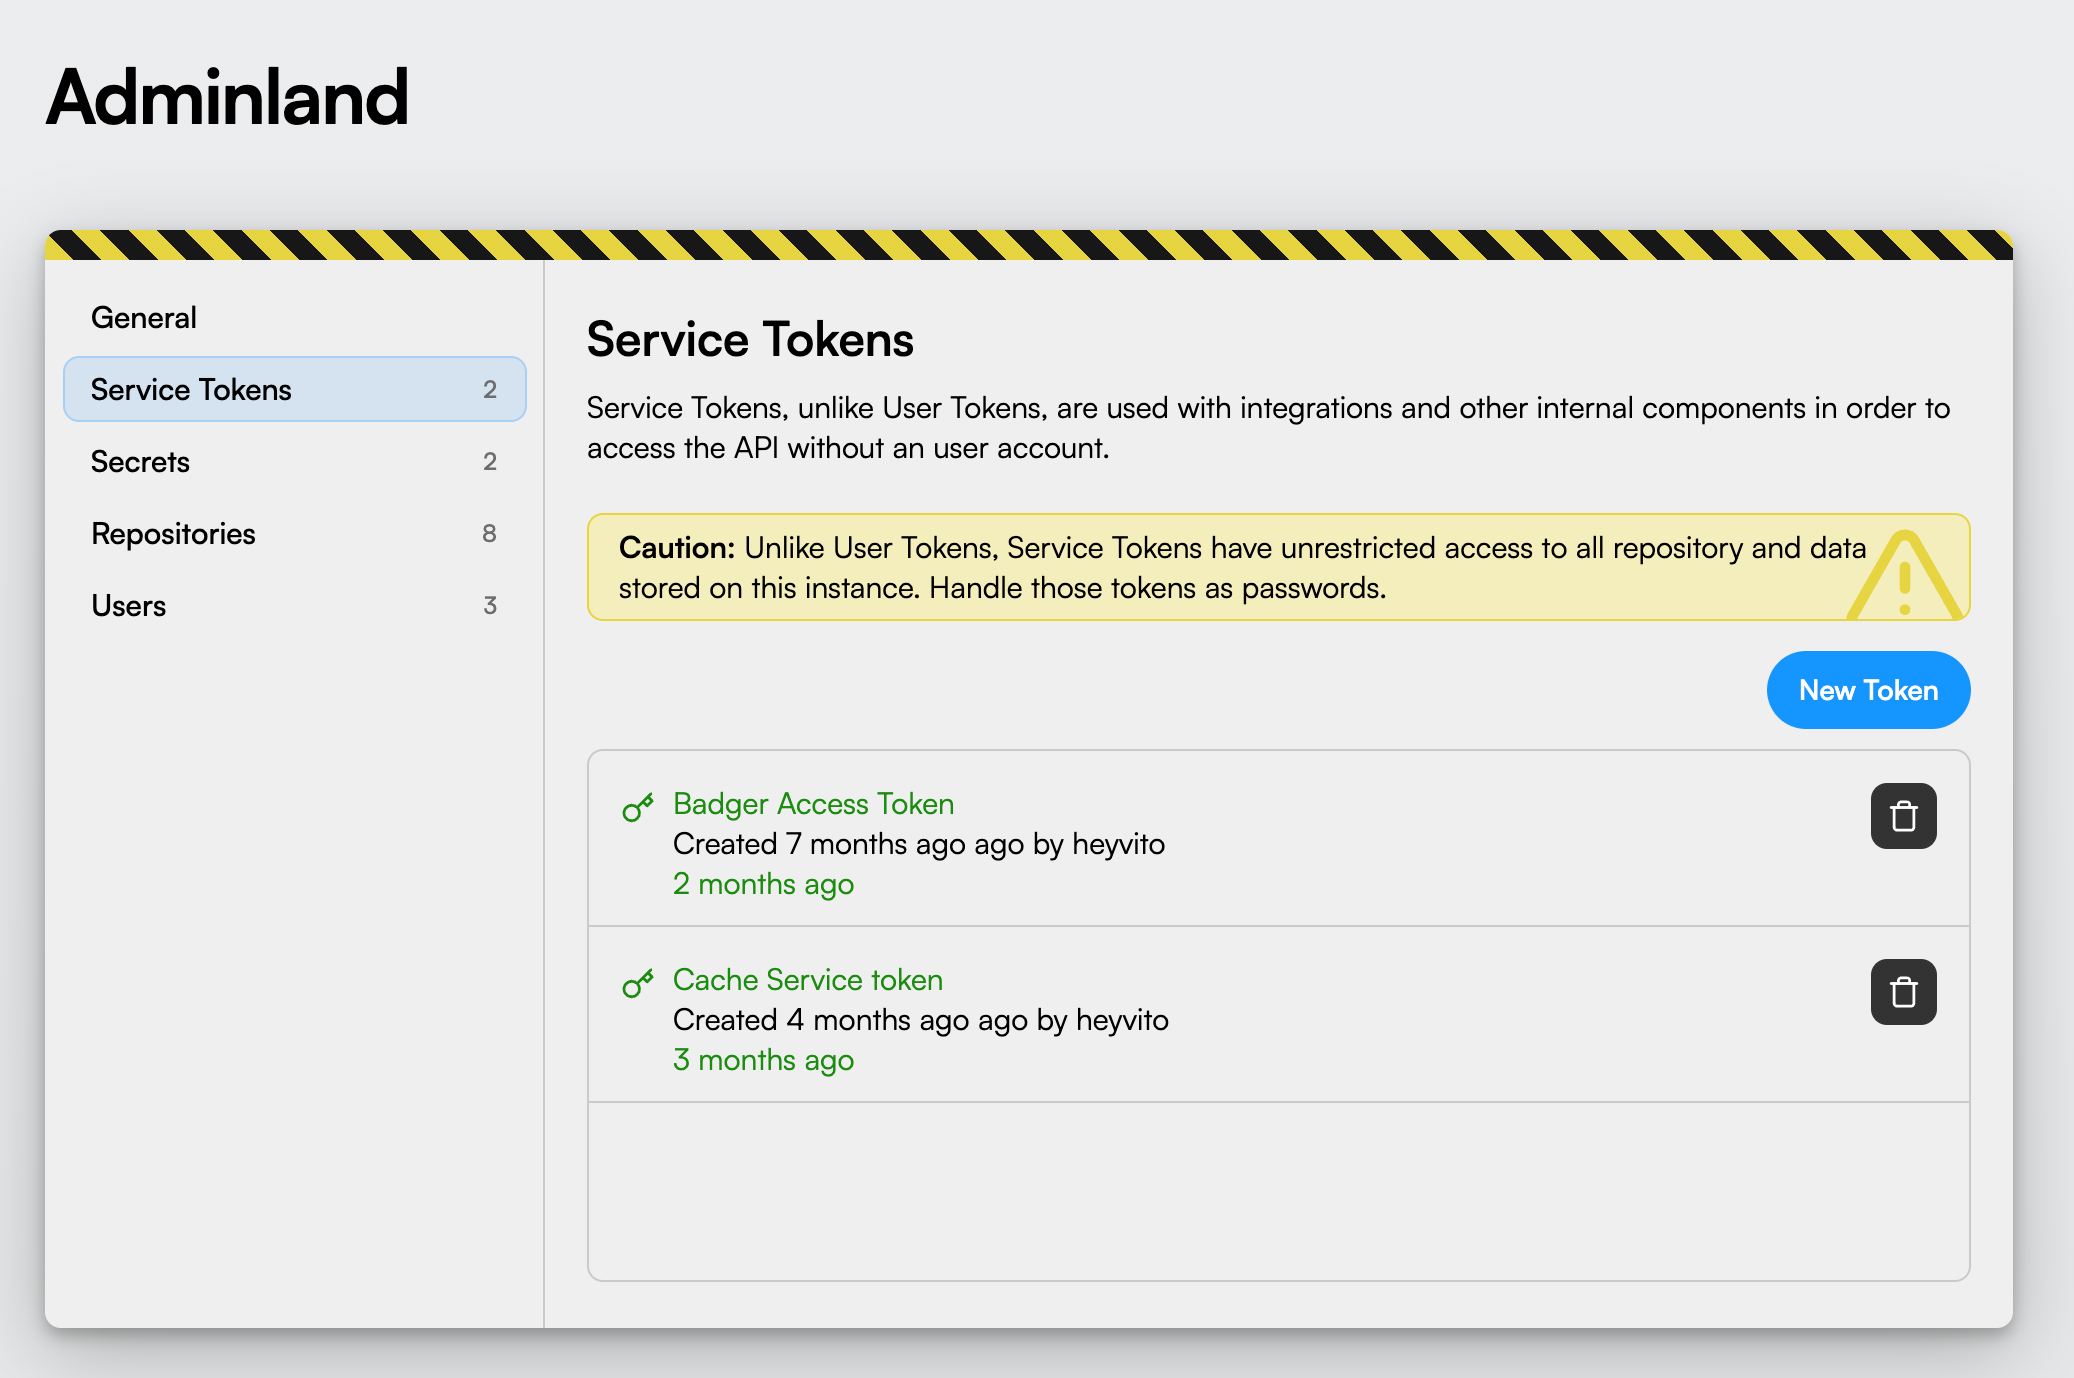 Adminland
General
Service Tokens 2
Secrets 2
Repositories 8
Users 3
Service Tokens
Service Tokens, unlike User Tokens, are used with integrations and other internal components in order to
access the API without an user account.
Caution: Unlike User Tokens, Service Tokens have unrestricted access to all repository and data
stored on this instance. Handle those tokens as passwords.
New Token
Badger Access Token
Created 7 months ago ago by heyvito
2 months ago
Cache Service token
Created 4 months ago ago by heyvito
3 months ago